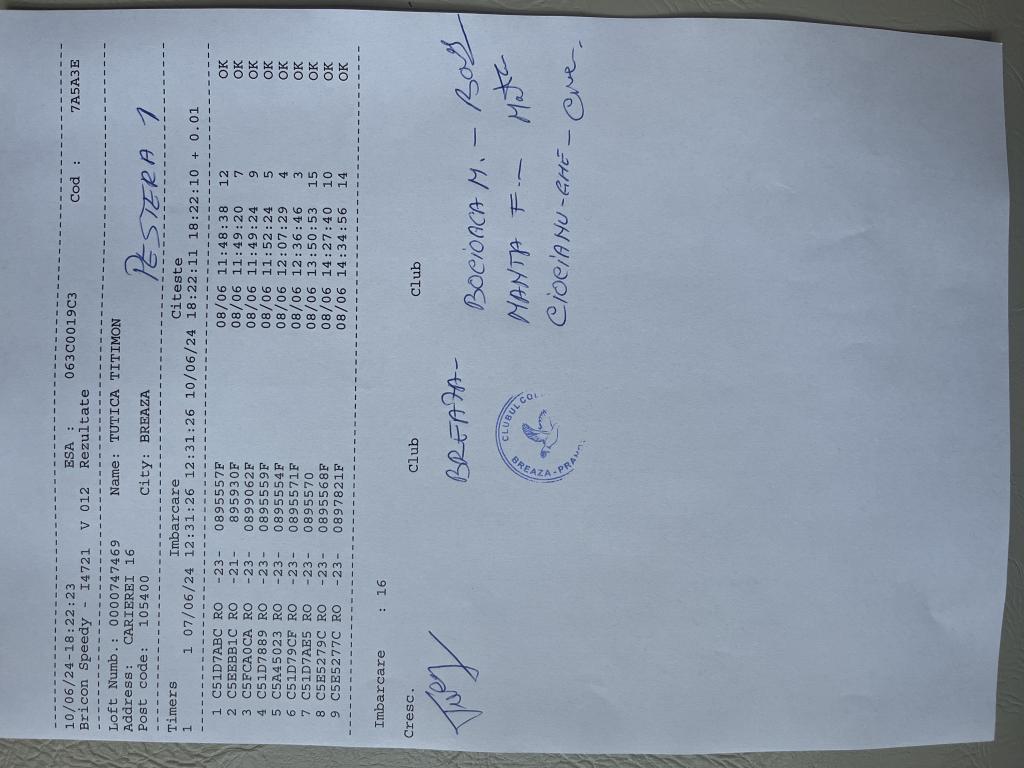 10/06/24-18:22:23 ESA : 063C0019C3 Cod : 7A5A3E
Bricon Speedy - I4721 V 012 Rezultate
Loft Numb.: 0000747469 Name: TUTICA TITIMON
Address: CARIEREI 16
Post code: 105400 City: BREAZA
PESTERA 1
Timers Imbarcare Citeste
1 1 07/06/24 12:31:26 12:31:26 10/06/24 18:22:11 18:22:10 + 0.01
1 C51D7ABC RO -23- 0895557F 08/06 11:48:38 12 OK
2 C5EEBB1C RO -21- 895930F 08/06 11:49:20 7 OK
3 C5FCA0CA RO -23- 0899062F 08/06 11:49:24 9 OK
4 C51D7889 RO -23- 0895559F 08/06 11:52:24 5 OK
5 C5A45023 RO -23- 0895554F 08/06 12:07:29 4 OK
6 C51D79CF RO -23- 0895571F 08/06 12:36:46 3 OK
7 C51D7AE5 RO -23- 0895570 08/06 13:50:53 15 OK
8 C5E5279C RO -23- 0895568F 08/06 14:27:40 10 OK
9 C5E5277C RO -23- 0897821F 08/06 14:34:56 14 OK
Imbarcare : 16
Cresc. Club Club
BREAZA-
BOCIOACA M. -
MANTA F -
CIOCIANU-GHE -
CLUBUL
BREAZA-